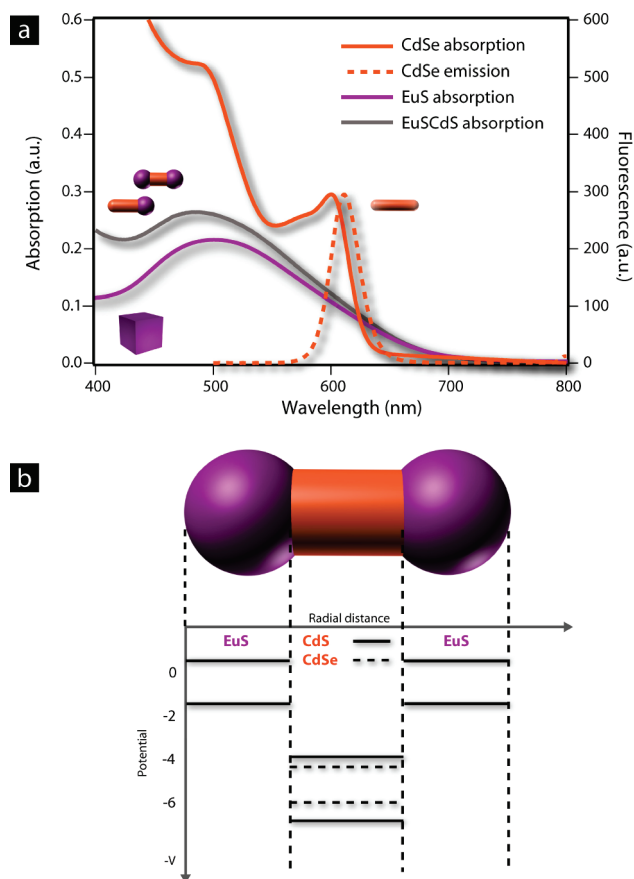 a
0.6
0.5
0.4
0.3
0.2
0.1
0.0
Absorption (a.u.)
CdSe absorption
CdSe emission
EuS absorption
EuSCdS absorption
600
500
400
300
200
100
0
Fluorescence (a.u.)
400 500 600 700 800
Wavelength (nm)
b
Radial distance
EuS CdS EuS
CdSe
0
-2
-4
-6
-V
Potential